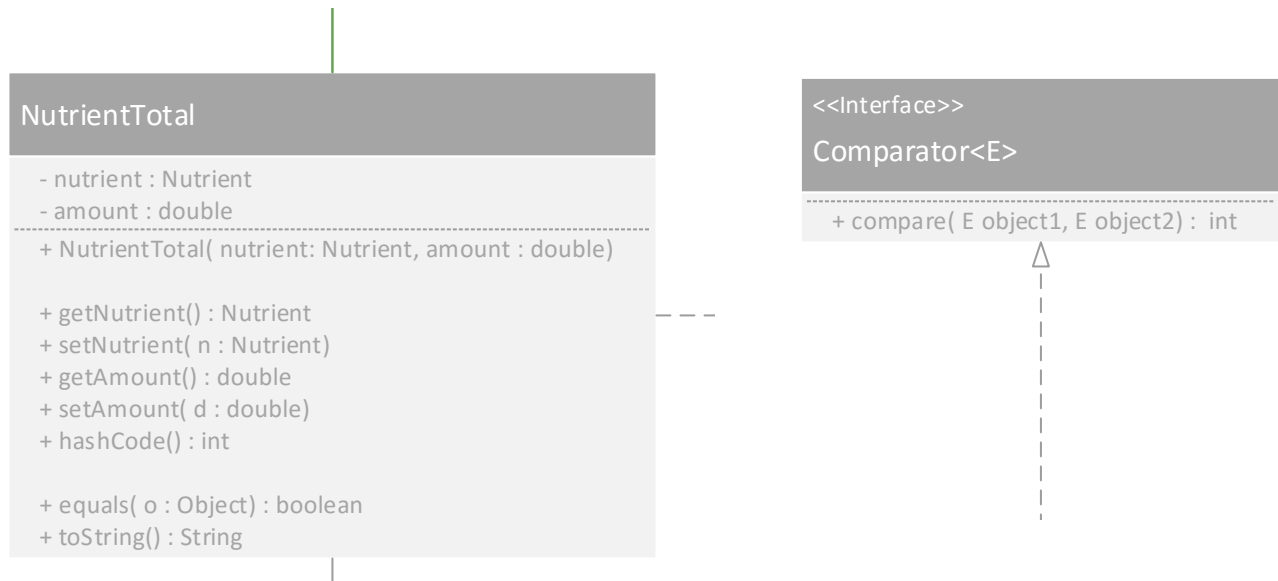 NutrientTotal
- nutrient : Nutrient
- amount : double
+ NutrientTotal( nutrient: Nutrient, amount : double)
+ getNutrient() : Nutrient
+ setNutrient( n : Nutrient)
+ getAmount() : double
+ setAmount( d : double)
+ hashCode() : int
+ equals( o : Object) : boolean
+ toString() : String
<<Interface>>
Comparator<E>
+ compare( E object1, E object2) : int